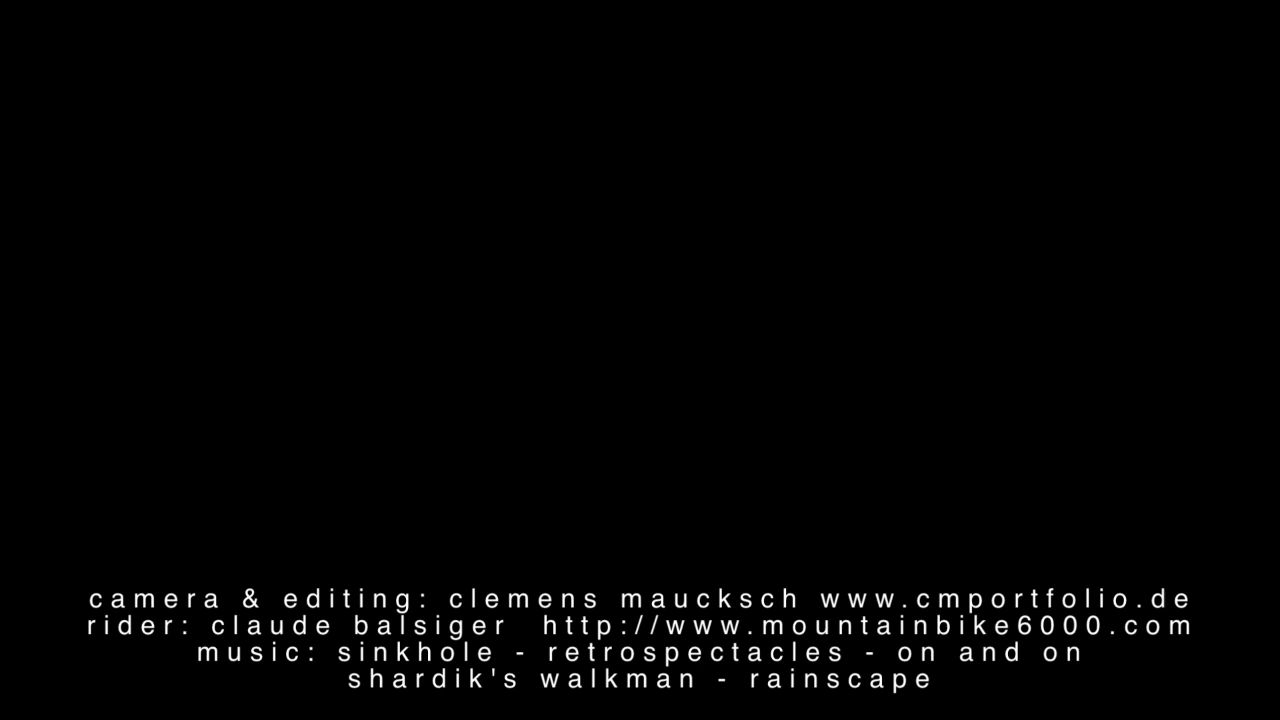 camera & editing: clemens maucksch www.cmportfolio.de
rider: claude balsiger  http://www.mountainbike6000.com
music: sinkhole - retrospectacles - on and on
shardik's walkman - rainscape